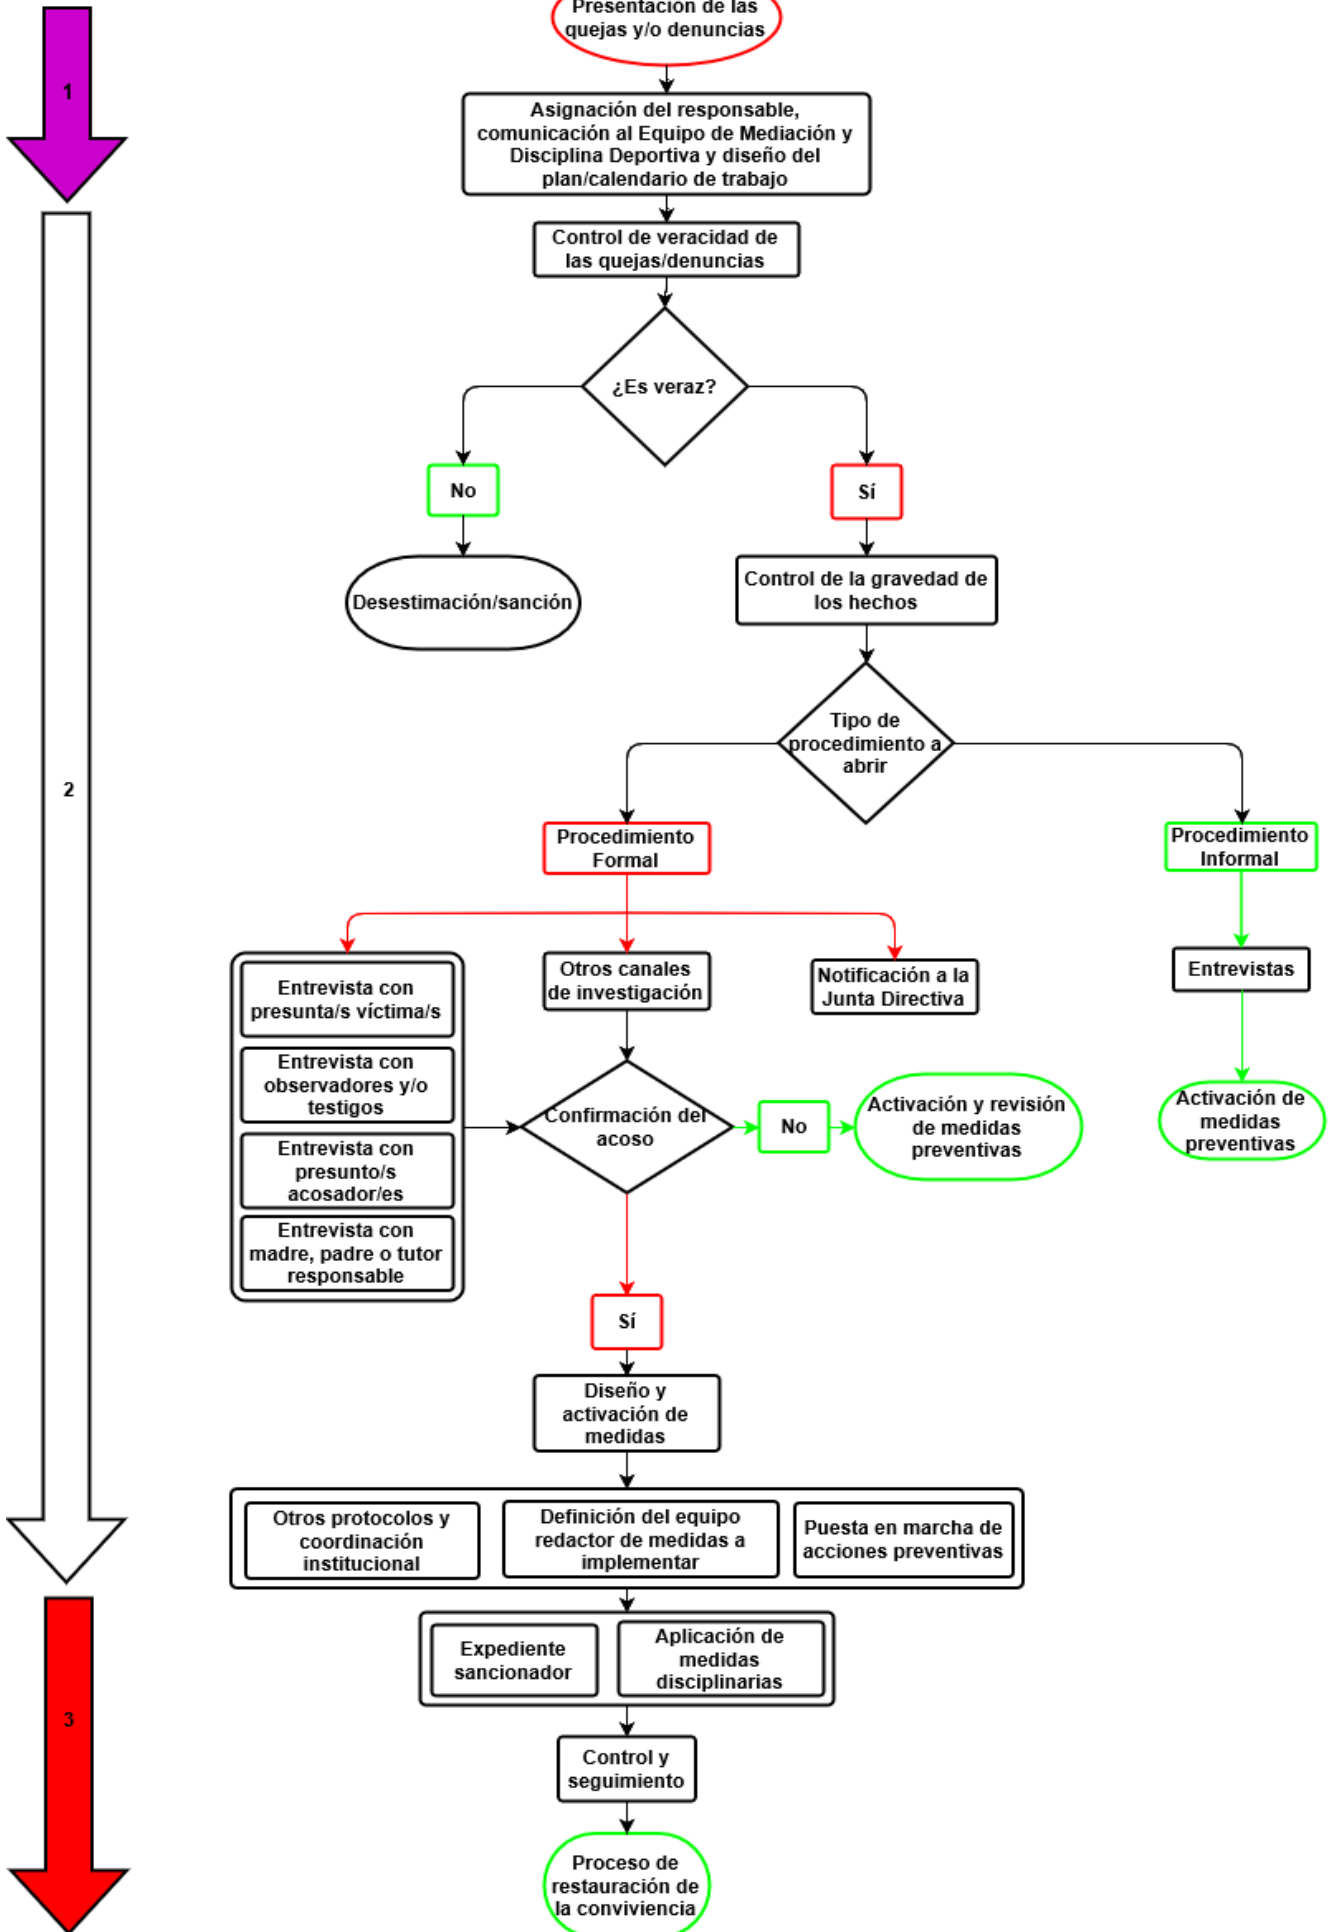 Presentación de las
quejas y/o denuncias
1
Asignación del responsable,
comunicación al Equipo de Mediación y
Disciplina Deportiva y diseño del
plan/calendario de trabajo
Control de veracidad de
las quejas/denuncias
¿Es veraz?
No
Sí
Desestimación/sanción
Control de la gravedad de
los hechos
Tipo de
procedimiento a
abrir
2
Procedimiento
Formal
Procedimiento
Informal
Entrevista con
presunta/s víctima/s
Entrevista con
observadores y/o
testigos
Entrevista con
presunto/s
acosador/es
Entrevista con
madre, padre o tutor
responsable
Otros canales
de investigación
Notificación a la
Junta Directiva
Entrevistas
Confirmación del
acoso
No
Activación y revisión
de medidas
preventivas
Activación de
medidas
preventivas
Sí
Diseño y
activación de
medidas
Otros protocolos y
coordinación
institucional
Definición del equipo
redactor de medidas a
implementar
Puesta en marcha de
acciones preventivas
Expediente
sancionador
Aplicación de
medidas
disciplinarias
3
Control y
seguimiento
Proceso de
restauración de
la conviviencia